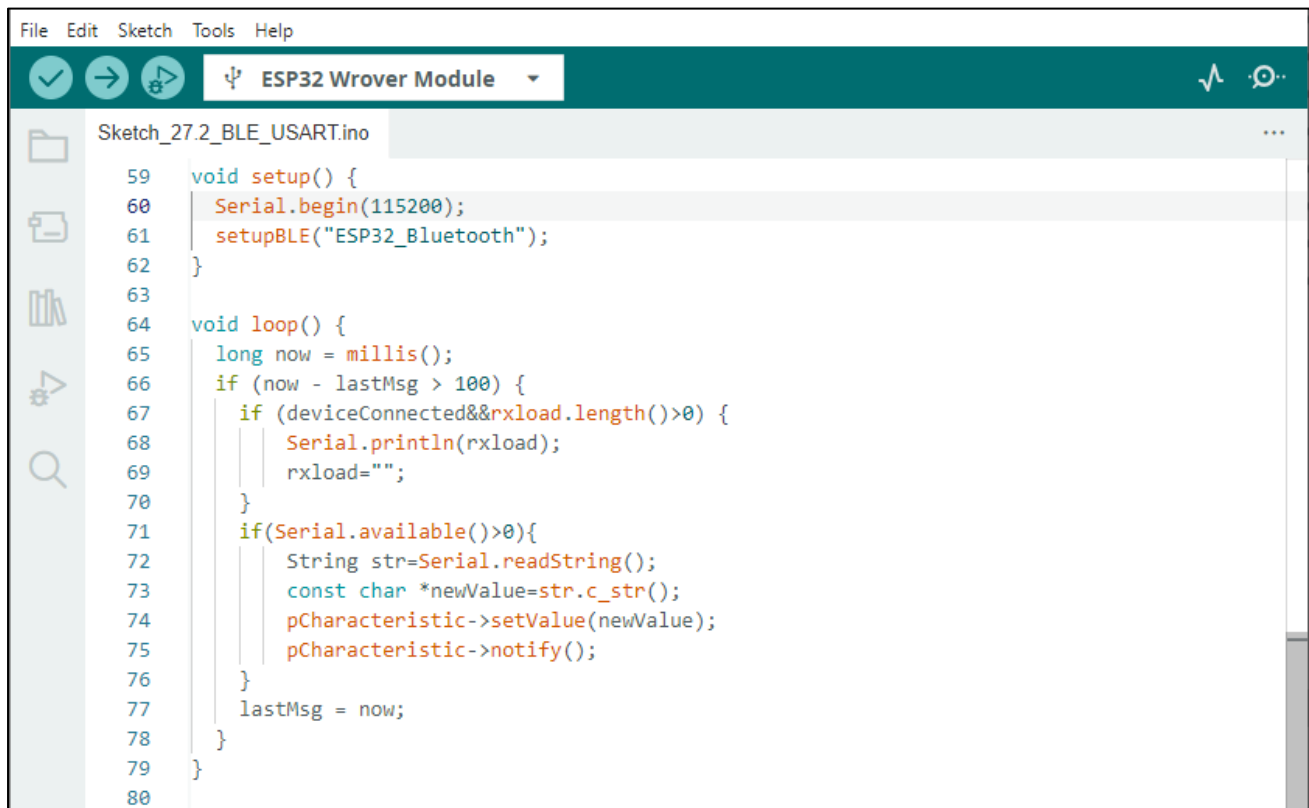 File Edit Sketch Tools Help
ESP32 Wrover Module
Sketch_27.2_BLE_USART.ino
...
59 void setup() {
60   Serial.begin(115200);
61   setupBLE("ESP32_Bluetooth");
62 }
63
64 void loop() {
65   long now = millis();
66   if (now - lastMsg > 100) {
67     if (deviceConnected&&rxload.length()>0) {
68         Serial.println(rxload);
69         rxload="";
70     }
71     if(Serial.available()>0){
72         String str=Serial.readString();
73         const char *newValue=str.c_str();
74         pCharacteristic->setValue(newValue);
75         pCharacteristic->notify();
76     }
77     lastMsg = now;
78   }
79 }
80